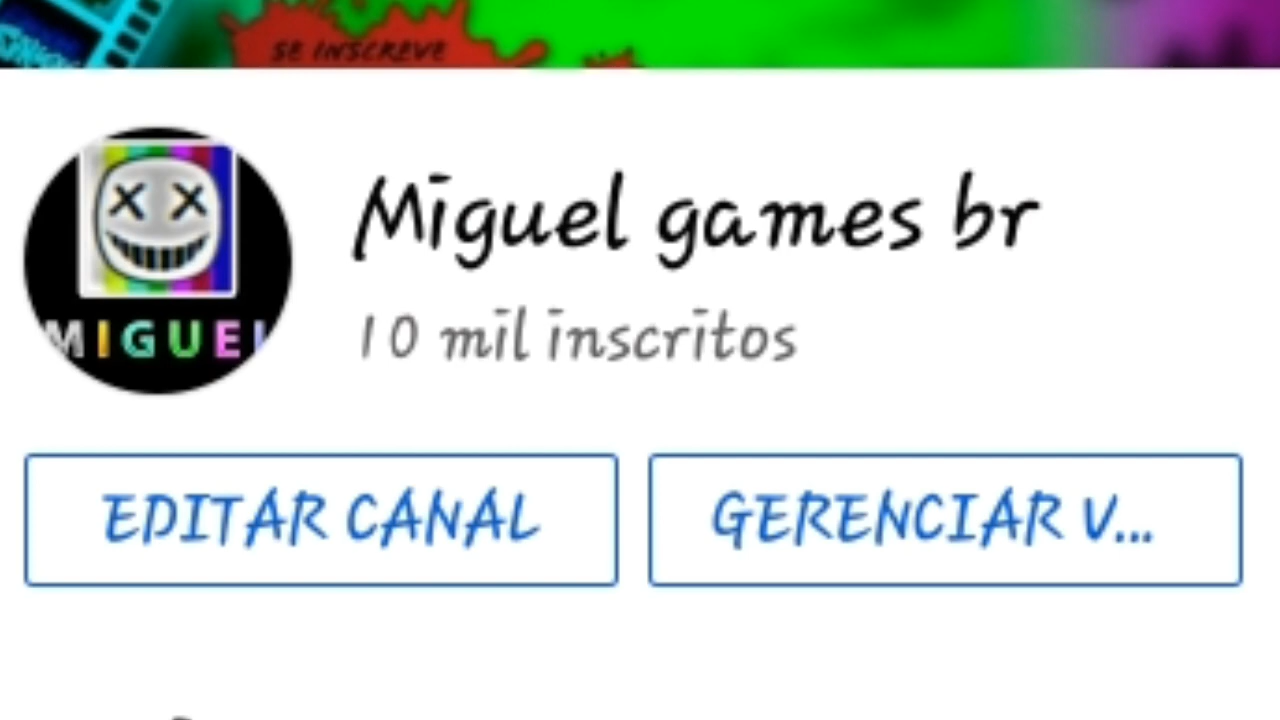 SE INSCREVE
Miguel games br
MIGUEL
10 mil inscritos
EDITAR CANAL
GERENCIAR V...